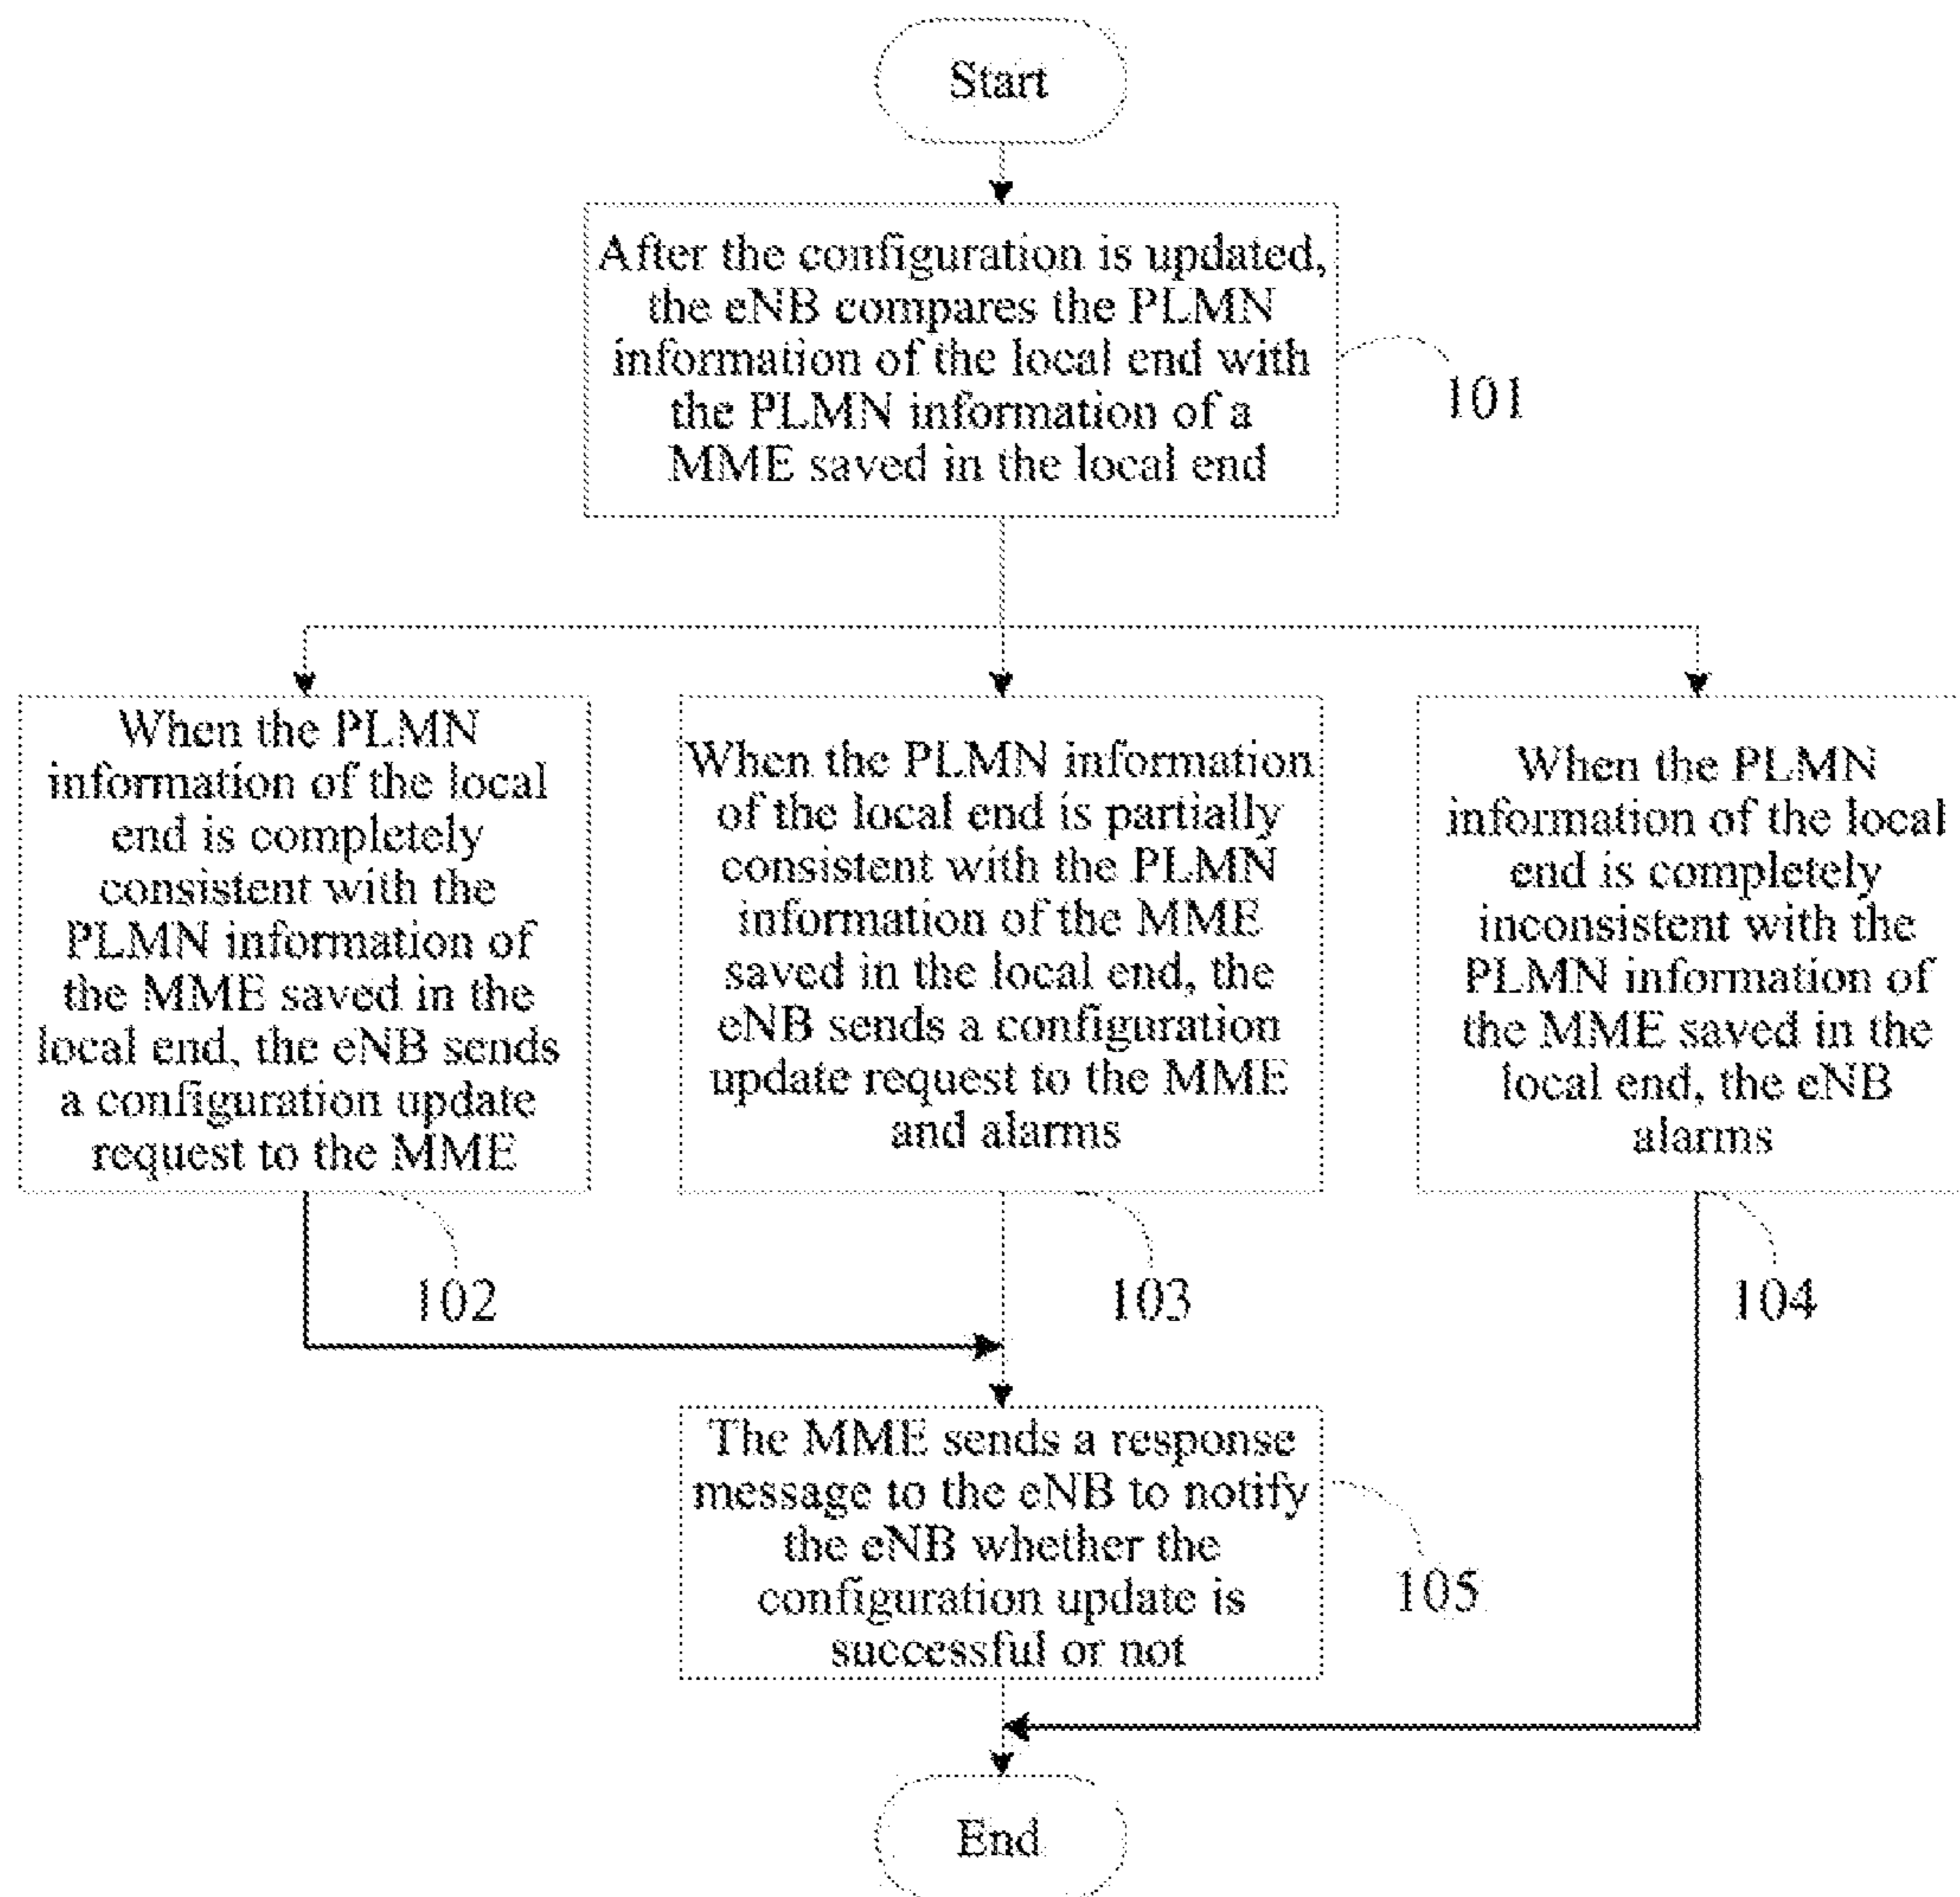 Start
After the configuration is updated,
the eNB compares the PLMN
information of the local end with
the PLMN information of a
MME saved in the local end
101
When the PLMN
information of the local
end is completely
consistent with the
PLMN information of
the MME saved in the
local end, the eNB sends
a configuration update
request to the MME
102
When the PLMN information
of the local end is partially
consistent with the PLMN
information of the MME
saved in the local end, the
eNB sends a configuration
update request to the MME
and alarms
103
When the PLMN
information of the local
end is completely
inconsistent with the
PLMN information of
the MME saved in the
local end, the eNB
alarms
104
The MME sends a response
message to the eNB to notify
the eNB whether the
configuration update is
successful or not
105
End